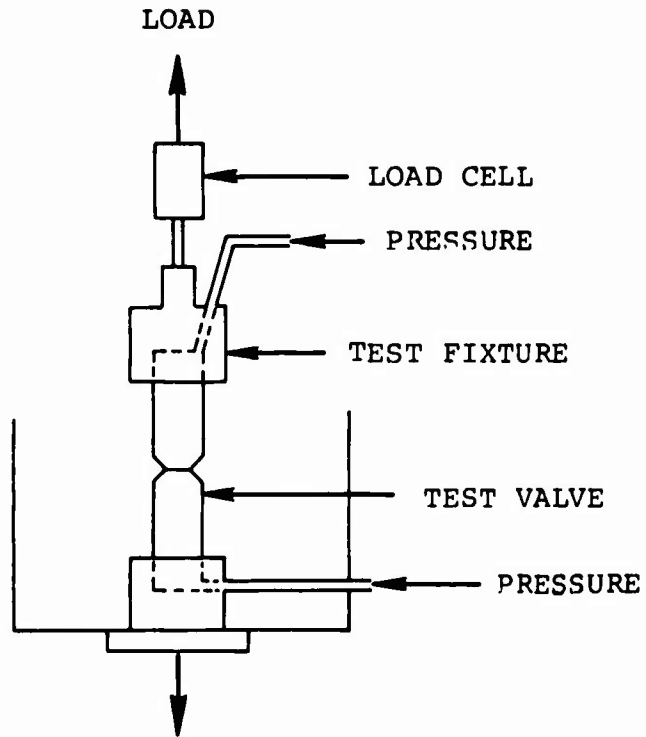 LOAD
LOAD CELL
PRESSURE
TEST FIXTURE
TEST VALVE
PRESSURE